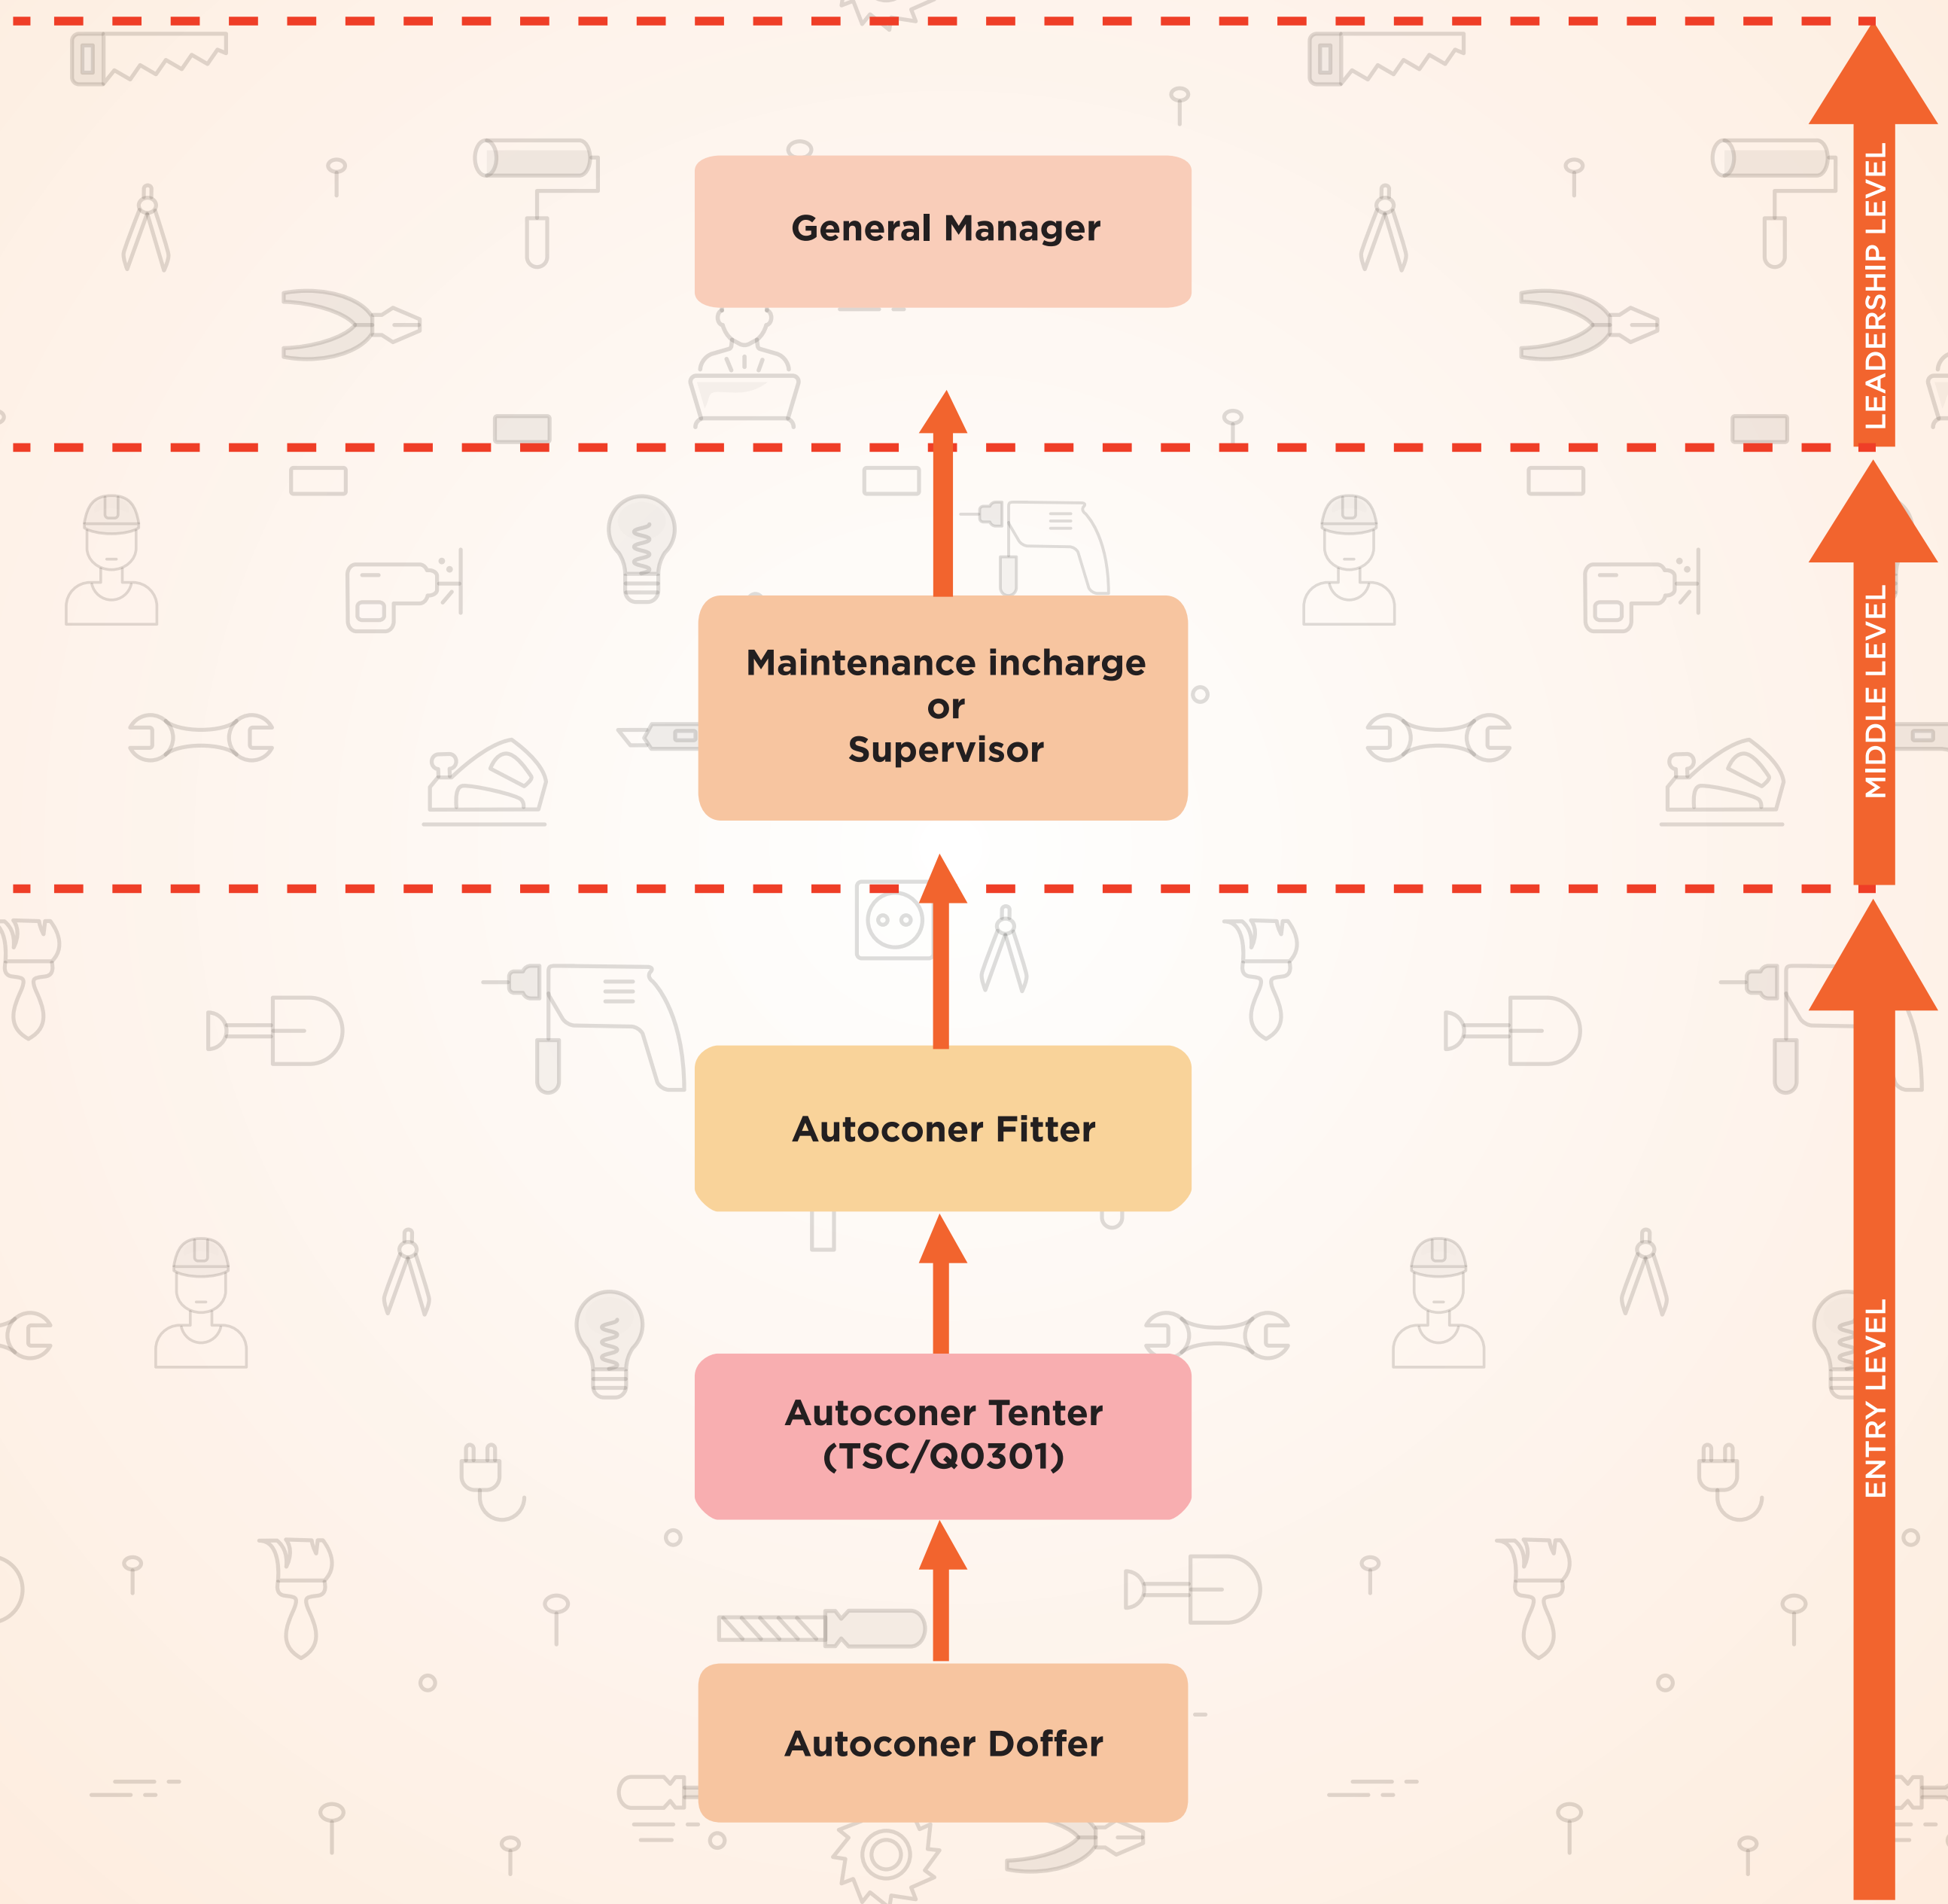 LEADERSHIP LEVEL
General Manager
MIDDLE LEVEL
Maintenance incharge
or
Supervisor
ENTRY LEVEL
Autoconer Fitter
Autoconer Tenter
(TSC/Q0301)
Autoconer Doffer